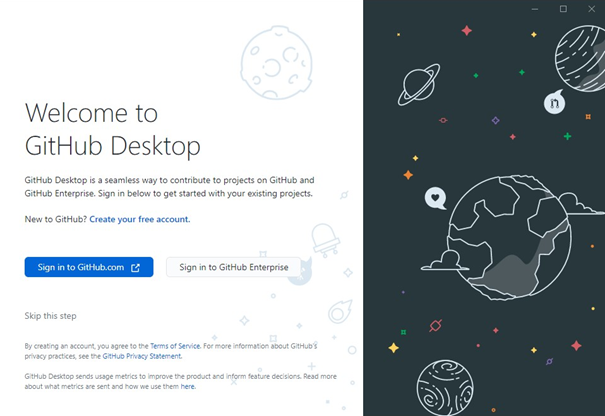 Welcome to
GitHub Desktop
GitHub Desktop is a seamless way to contribute to projects on GitHub and
GitHub Enterprise. Sign in below to get started with your existing projects.
New to GitHub? Create your free account.
Sign in to GitHub.com
Sign in to GitHub Enterprise
Skip this step
By creating an account, you agree to the Terms of Service. For more information about GitHub's
privacy practices, see the GitHub Privacy Statement.
GitHub Desktop sends usage metrics to improve the product and inform feature decisions. Read more
about what metrics are sent and how we use them here.